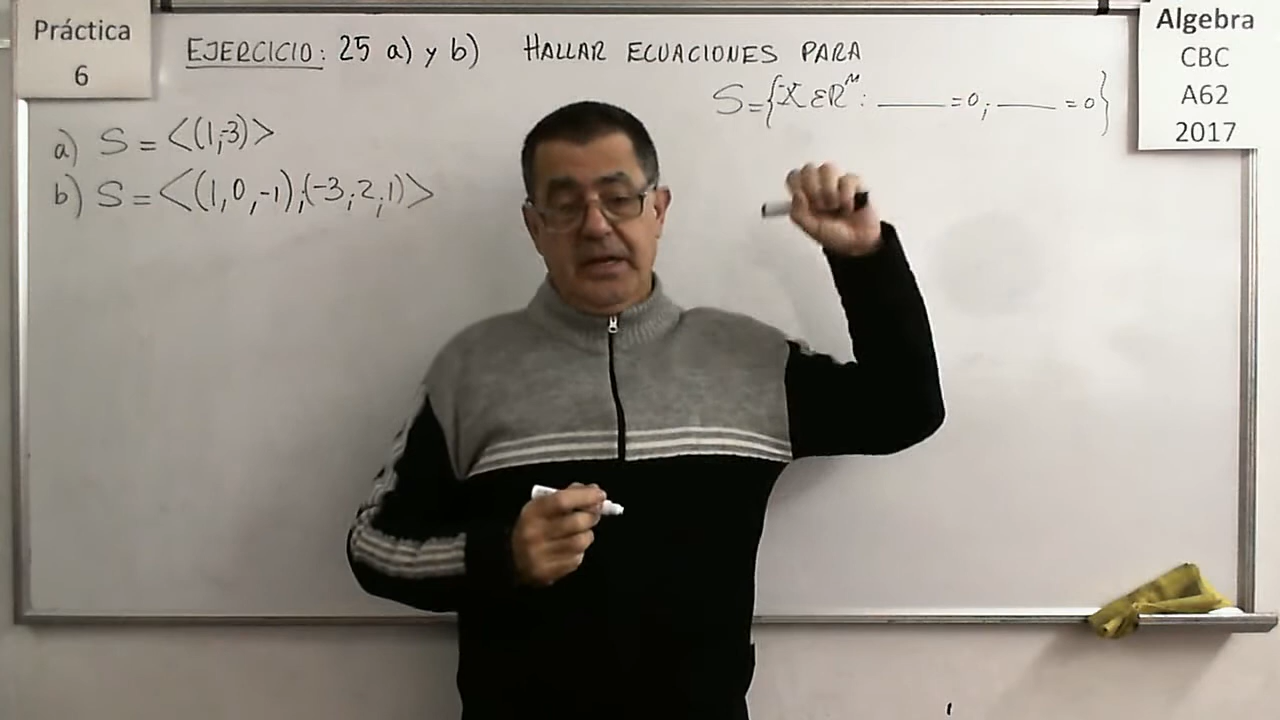 Práctica
6
EJERCICIO: 25 a) y b) HALLAR ECUACIONES PARA
S={X ∈ ℝⁿ: ____ =0; ____ =0}
a) S = <(1;-3)>
b) S = <(1,0,-1);(-3;2;1)>
Algebra
CBC
A62
2017